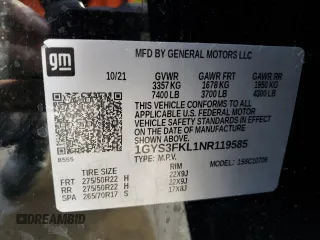 gm
MFD BY GENERAL MOTORS LLC
10/21 GVWR GAWR FRT GAWR RR
3357 KG 1678 KG 1950 KG
7400 LB 3700 LB 4300 LB
THIS VEHICLE CONFORMS TO ALL
APPLICABLE U.S. FEDERAL MOTOR
VEHICLE SAFETY STANDARDS IN
EFFECT ON THE DATE OF
MANUFACTURE SHOWN ABOVE.
1GYS3FKL1NR119585
TYPE: M.P.V.
TIRE SIZE RIM
FRT 275/50R22 H 22X9J
RR 275/50R22 H 22X9J
SPA 265/70R17 S 17X8J
BIDAMERICA